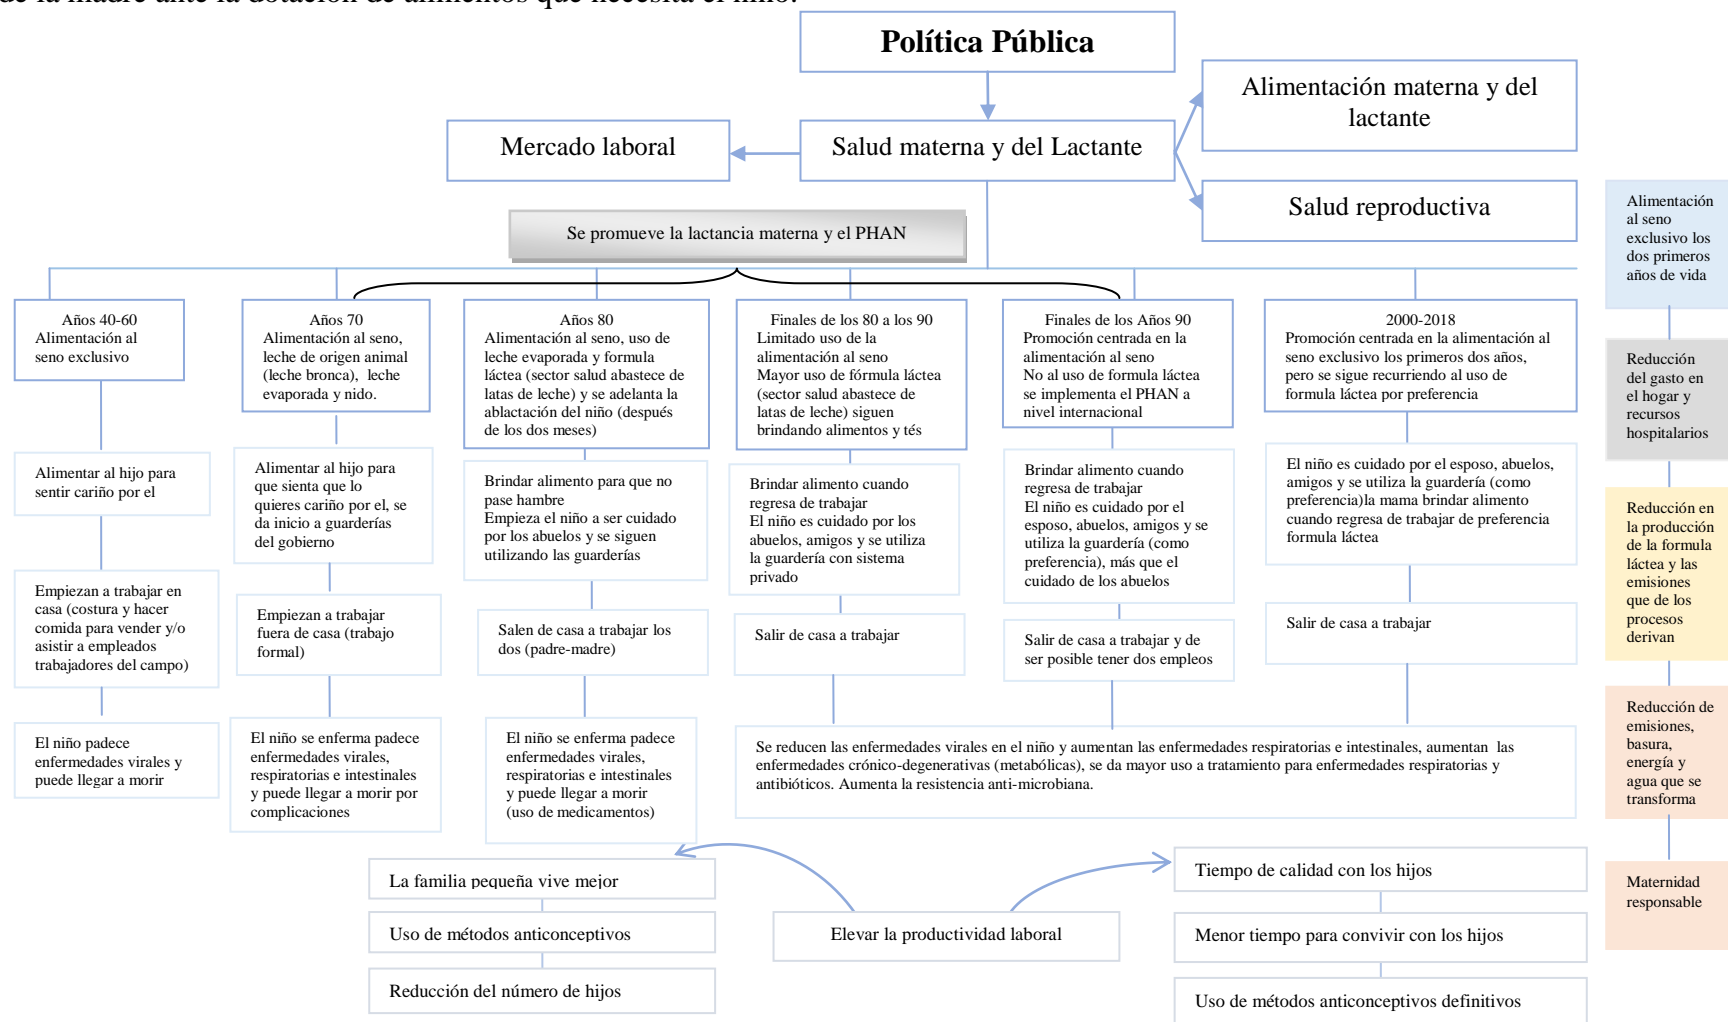 de la madre ante la dotación de alimentos que necesita el niño.
Política Pública
Alimentación materna y del
lactante
Mercado laboral
Salud materna y del Lactante
Salud reproductiva
Se promueve la lactancia materna y el PHAN
Años 40-60
Alimentación al
seno exclusivo
Años 70
Alimentación al seno,
leche de origen animal
(leche bronca), leche
evaporada y nido.
Años 80
Alimentación al seno, uso de
leche evaporada y formula
láctea (sector salud abastece de
latas de leche) y se adelanta la
ablactación del niño (después
de los dos meses)
Finales de los 80 a los 90
Limitado uso de la
alimentación al seno
Mayor uso de fórmula láctea
(sector salud abastece de
latas de leche) siguen
brindando alimentos y tés
Finales de los Años 90
Promoción centrada en la
alimentación al seno
No al uso de formula láctea
se implementa el PHAN a
nivel internacional
2000-2018
Promoción centrada en la alimentación al
seno exclusivo los primeros dos años,
pero se sigue recurriendo al uso de
formula láctea por preferencia
Alimentar al hijo para
sentir cariño por el
Alimentar al hijo para
que sienta que lo
quieres cariño por el, se
da inicio a guarderías
del gobierno
Brindar alimento para que no
pase hambre
Empieza el niño a ser cuidado
por los abuelos y se siguen
utilizando las guarderías
Brindar alimento cuando
regresa de trabajar
El niño es cuidado por los
abuelos, amigos y se utiliza
la guardería con sistema
privado
Brindar alimento cuando
regresa de trabajar
El niño es cuidado por el
esposo, abuelos, amigos y se
utiliza la guardería (como
preferencia), más que el
cuidado de los abuelos
El niño es cuidado por el esposo, abuelos,
amigos y se utiliza la guardería (como
preferencia)la mama brindar alimento
cuando regresa de trabajar de preferencia
formula láctea
Empiezan a trabajar en
casa (costura y hacer
comida para vender y/o
asistir a empleados
trabajadores del campo)
Empiezan a trabajar
fuera de casa (trabajo
formal)
Salen de casa a trabajar los
dos (padre-madre)
Salir de casa a trabajar
Salir de casa a trabajar y de
ser posible tener dos empleos
Salir de casa a trabajar
El niño padece
enfermedades virales y
puede llegar a morir
El niño se enferma padece
enfermedades virales,
respiratorias e intestinales
y puede llegar a morir por
complicaciones
El niño se enferma padece
enfermedades virales,
respiratorias e intestinales
y puede llegar a morir
(uso de medicamentos)
Se reducen las enfermedades virales en el niño y aumentan las enfermedades respiratorias e intestinales, aumentan las
enfermedades crónico-degenerativas (metabólicas), se da mayor uso a tratamiento para enfermedades respiratorias y
antibióticos. Aumenta la resistencia anti-microbiana.
La familia pequeña vive mejor
Uso de métodos anticonceptivos
Reducción del número de hijos
Elevar la productividad laboral
Tiempo de calidad con los hijos
Menor tiempo para convivir con los hijos
Uso de métodos anticonceptivos definitivos
Alimentación
al seno
exclusivo los
dos primeros
años de vida
Reducción
del gasto en
el hogar y
recursos
hospitalarios
Reducción en
la producción
de la formula
láctea y las
emisiones
que de los
procesos
derivan
Reducción de
emisiones,
basura,
energía y
agua que se
transforma
Maternidad
responsable